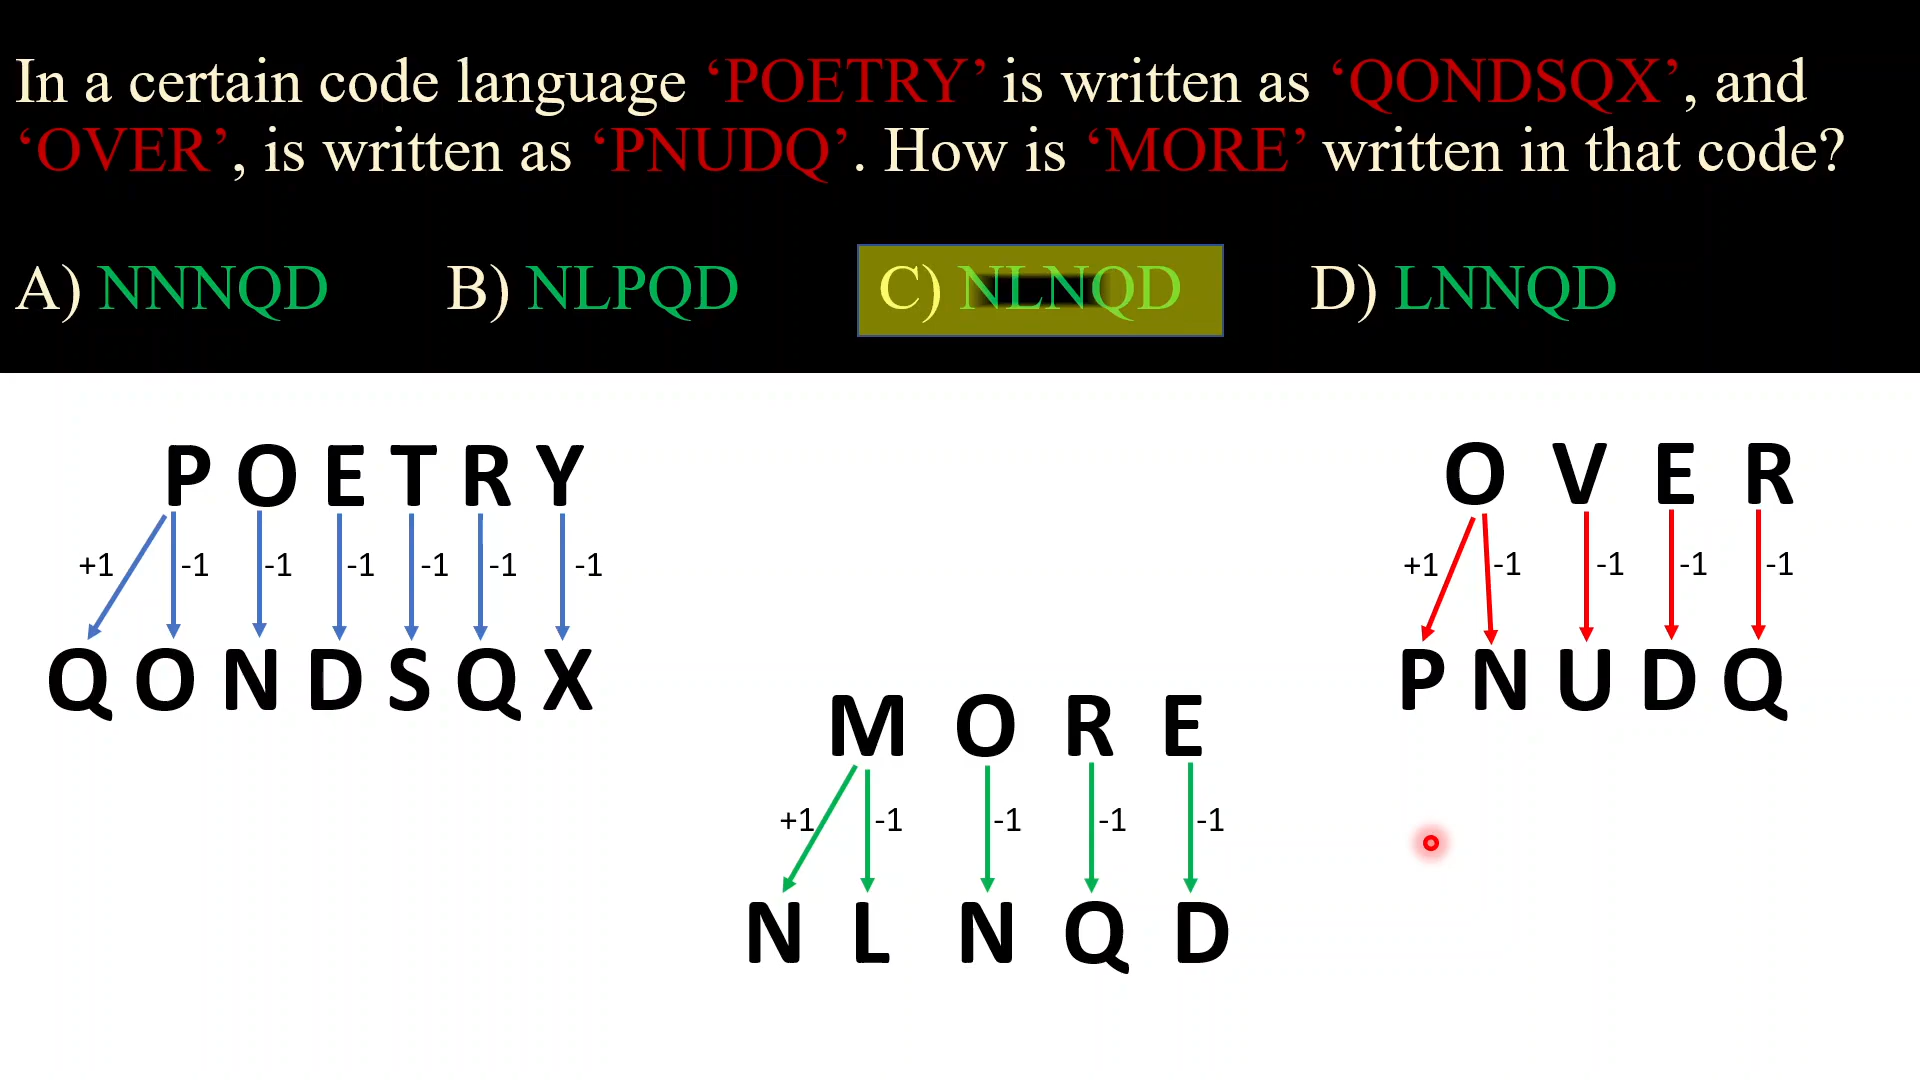 In a certain code language ‘POETRY’ is written as ‘QONDSQX’, and
‘OVER’, is written as ‘PNUDQ’. How is ‘MORE’ written in that code?
A) NNNQD B) NLPQD C) NLNQD D) LNNQD
P O E T R Y
+1 -1 -1 -1 -1 -1 -1
Q O N D S Q X
O V E R
+1 -1 -1 -1 -1
P N U D Q
M O R E
+1 -1 -1 -1 -1
N L N Q D